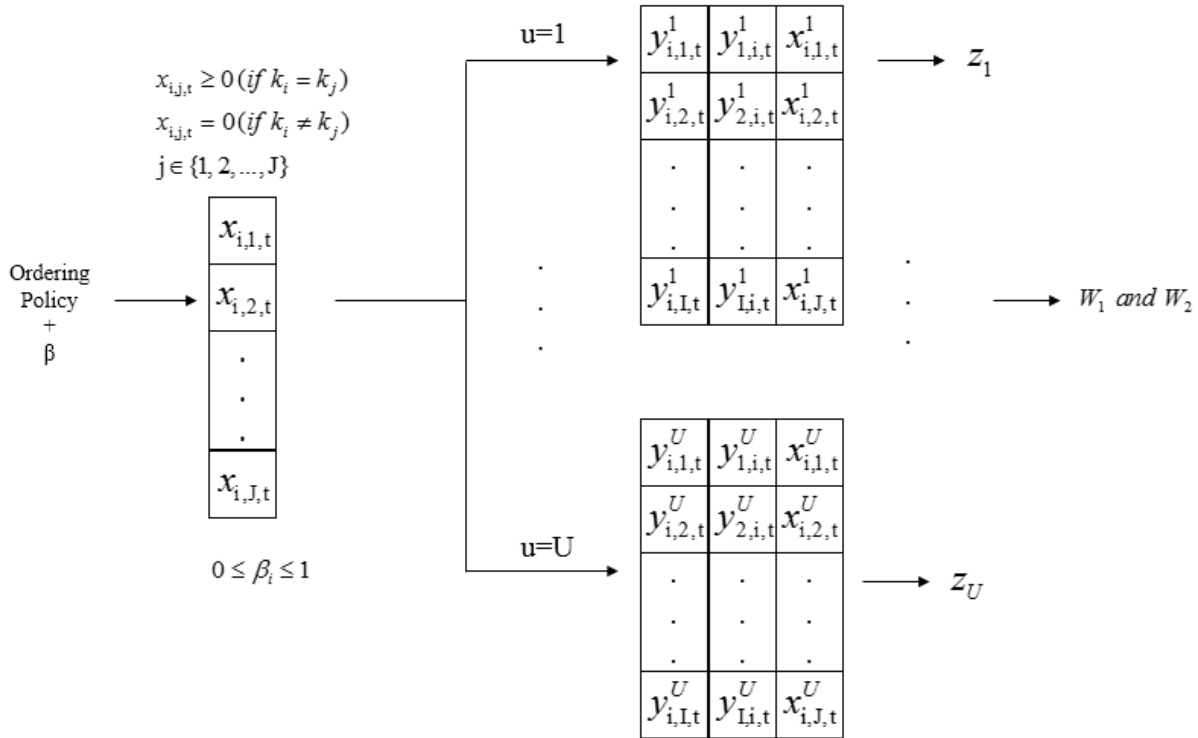 x_{i,j,t} ≥ 0 (if k_i = k_j)
x_{i,j,t} = 0 (if k_i ≠ k_j)
j ∈ {1, 2, ..., J}
Ordering
Policy
+
β
x_{i,1,t}
x_{i,2,t}
.
.
.
x_{i,J,t}
0 ≤ β_i ≤ 1
u=1
.
.
.
u=U
y^1_{i,1,t} y^1_{1,i,t} x^1_{i,1,t}
y^1_{i,2,t} y^1_{2,i,t} x^1_{i,2,t}
. . .
. . .
. . .
y^1_{i,I,t} y^1_{I,i,t} x^1_{i,J,t}
z_1
.
.
.
y^U_{i,1,t} y^U_{1,i,t} x^U_{i,1,t}
y^U_{i,2,t} y^U_{2,i,t} x^U_{i,2,t}
. . .
. . .
. . .
y^U_{i,I,t} y^U_{I,i,t} x^U_{i,J,t}
z_U
W_1 and W_2